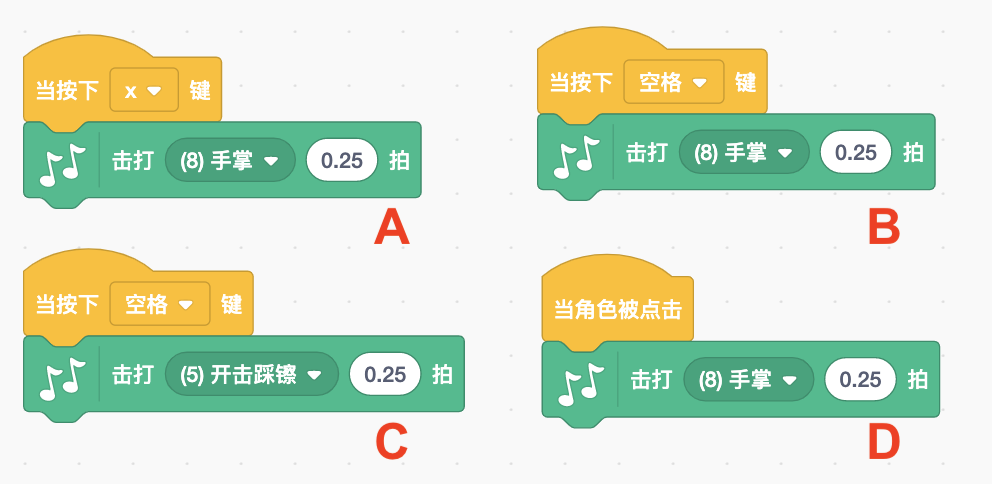 当按下 x 键
击打 (8) 手掌 0.25 拍
A
当按下 空格 键
击打 (8) 手掌 0.25 拍
B
当按下 空格 键
击打 (5) 开击踩镲 0.25 拍
C
当角色被点击
击打 (8) 手掌 0.25 拍
D